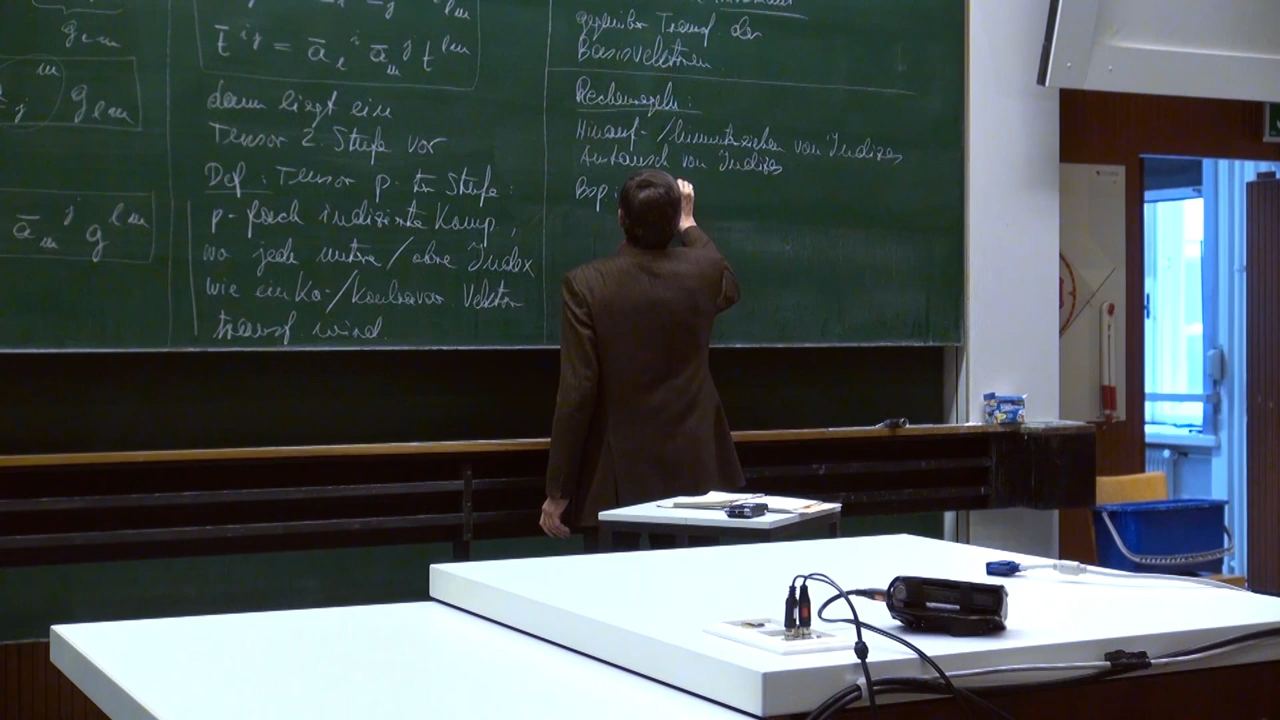 g_{em}
m
j g_{em}
ā_m^j g^{lm}
t̄^{ij} = ā_l^i ā_m^j t^{lm}
dann liegt ein
Tensor 2. Stufe vor
Def: Tensor p-ter Stufe:
p-fach indizierte Komp,
wo jede untere/obere Index
wie ein Ko-/kontravar Vektor
transf wird.
gegenüber Transf der
Basisvektoren.
Rechenregeln:
Hinauf-/hinunterziehen von Indizes
Austausch von Indizes
Bsp: